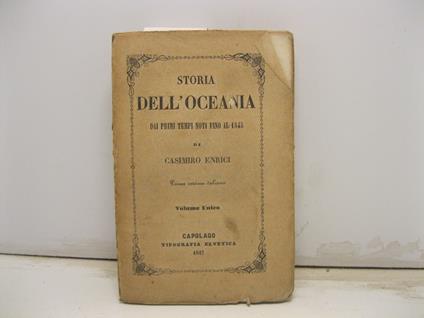 STORIA
DELL'OCEANIA
DAI PRIMI TEMPI NOTI FINO AL 1845
DI
CASIMIRO ENRICI
Prima versione italiana
Volume Unico
CAPOLAGO
TIPOGRAFIA ELVETICA
1847